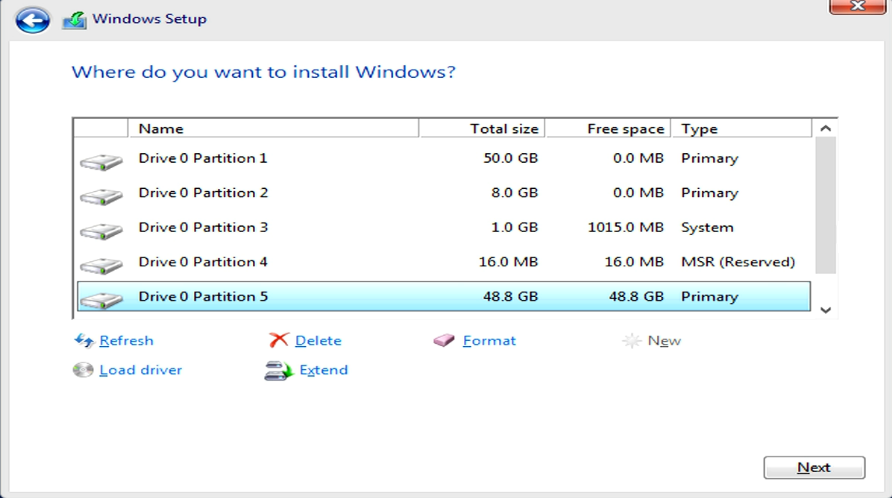 Windows Setup
Where do you want to install Windows?
Name Total size Free space Type
Drive 0 Partition 1 50.0 GB 0.0 MB Primary
Drive 0 Partition 2 8.0 GB 0.0 MB Primary
Drive 0 Partition 3 1.0 GB 1015.0 MB System
Drive 0 Partition 4 16.0 MB 16.0 MB MSR (Reserved)
Drive 0 Partition 5 48.8 GB 48.8 GB Primary
Refresh Delete Format New
Load driver Extend
Next